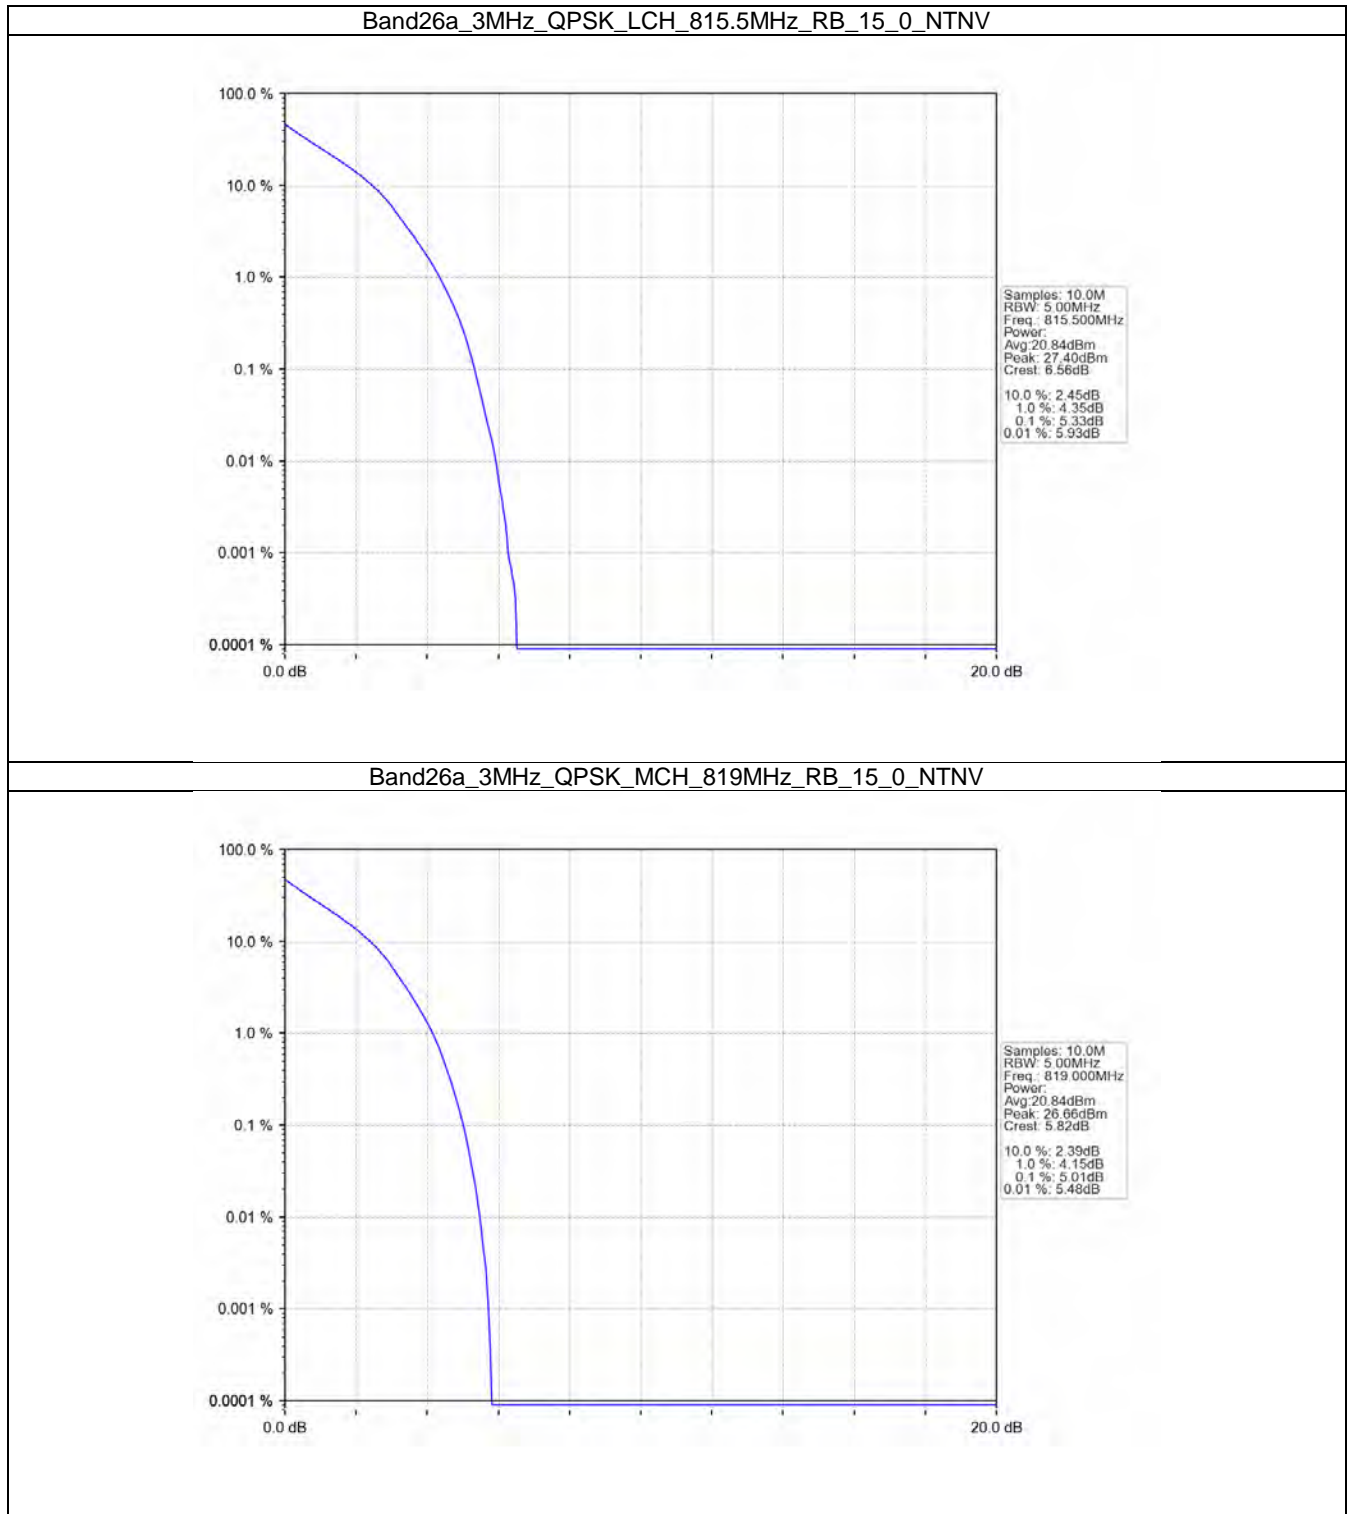 Band26a_3MHz_QPSK_LCH_815.5MHz_RB_15_0_NTNV
100.0 %
10.0 %
1.0 %
0.1 %
0.01 %
0.001 %
0.0001 %
0.0 dB
20.0 dB
Samples: 10.0M
RBW: 5.00MHz
Freq.: 815.500MHz
Power:
Avg:20.84dBm
Peak: 27.40dBm
Crest: 6.56dB
10.0 %: 2.45dB
1.0 %: 4.35dB
0.1 %: 5.33dB
0.01 %: 5.93dB
Band26a_3MHz_QPSK_MCH_819MHz_RB_15_0_NTNV
100.0 %
10.0 %
1.0 %
0.1 %
0.01 %
0.001 %
0.0001 %
0.0 dB
20.0 dB
Samples: 10.0M
RBW: 5.00MHz
Freq.: 819.000MHz
Power:
Avg:20.84dBm
Peak: 26.66dBm
Crest: 5.82dB
10.0 %: 2.39dB
1.0 %: 4.15dB
0.1 %: 5.01dB
0.01 %: 5.48dB